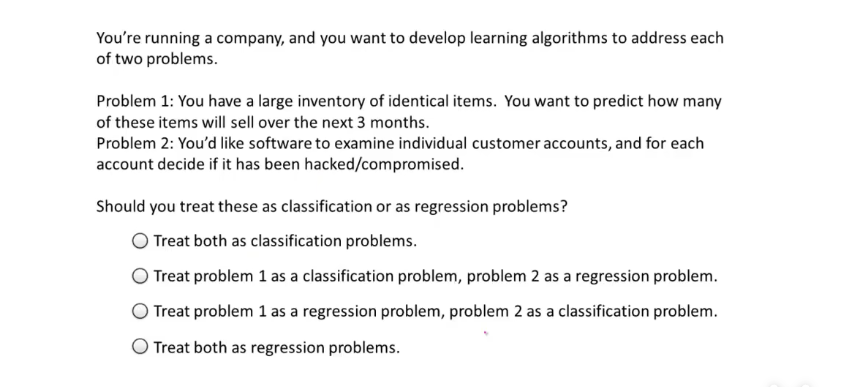 You're running a company, and you want to develop learning algorithms to address each
of two problems.
Problem 1: You have a large inventory of identical items. You want to predict how many
of these items will sell over the next 3 months.
Problem 2: You'd like software to examine individual customer accounts, and for each
account decide if it has been hacked/compromised.
Should you treat these as classification or as regression problems?
Treat both as classification problems.
Treat problem 1 as a classification problem, problem 2 as a regression problem.
Treat problem 1 as a regression problem, problem 2 as a classification problem.
Treat both as regression problems.